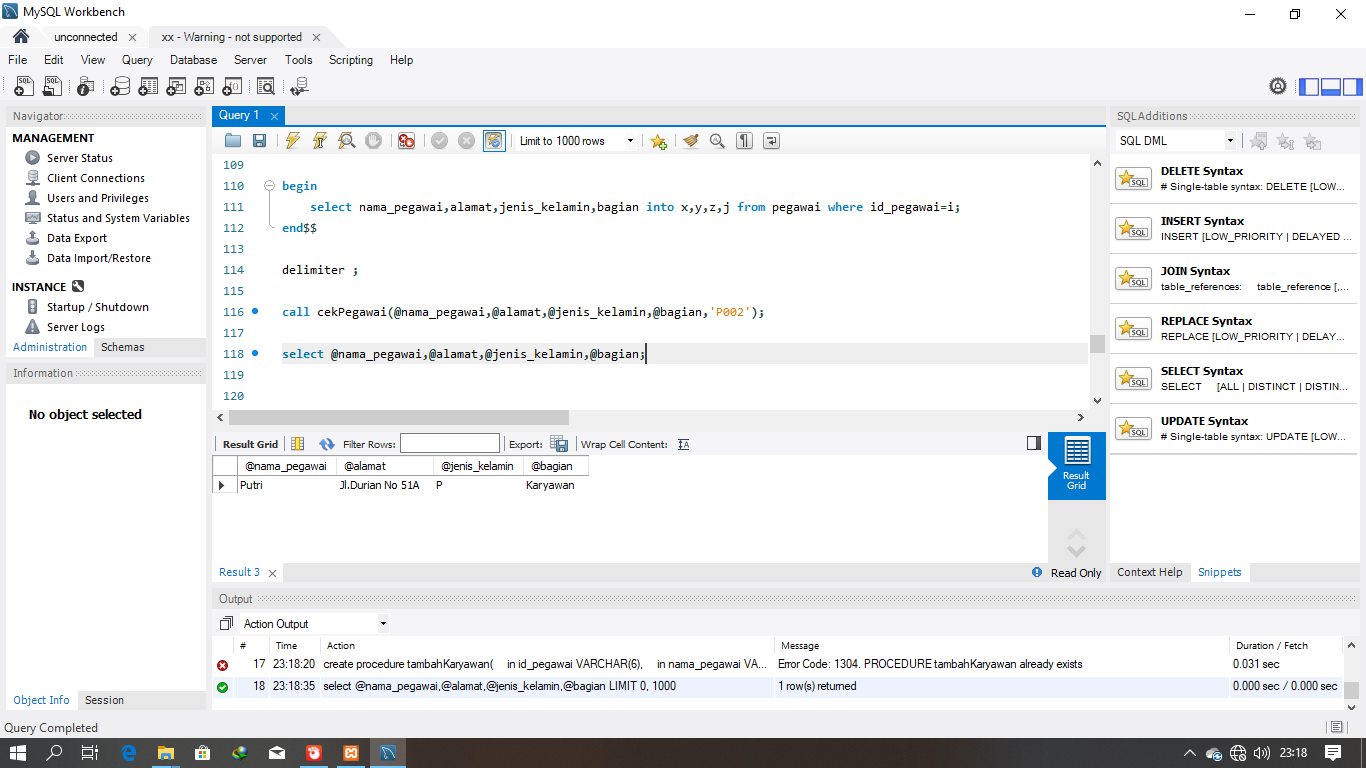 MySQL Workbench
unconnected
xx - Warning - not supported
File Edit View Query Database Server Tools Scripting Help
Navigator
MANAGEMENT
Server Status
Client Connections
Users and Privileges
Status and System Variables
Data Export
Data Import/Restore
INSTANCE
Startup / Shutdown
Server Logs
Administration Schemas
Information
No object selected
Object Info Session
Query 1
Limit to 1000 rows
109
110 begin
111 select nama_pegawai,alamat,jenis_kelamin,bagian into x,y,z,j from pegawai where id_pegawai=i;
112 end$$
113
114 delimiter ;
115
116 call cekPegawai(@nama_pegawai,@alamat,@jenis_kelamin,@bagian,'P002');
117
118 select @nama_pegawai,@alamat,@jenis_kelamin,@bagian;
119
120
Result Grid Filter Rows: Export: Wrap Cell Content:
@nama_pegawai @alamat @jenis_kelamin @bagian
Putri Jl.Durian No 51A P Karyawan
Result
Grid
Result 3
Read Only
Output
Action Output
# Time Action Message Duration / Fetch
17 23:18:20 create procedure tambahKaryawan( in id_pegawai VARCHAR(6), in nama_pegawai VA... Error Code: 1304. PROCEDURE tambahKaryawan already exists 0.031 sec
18 23:18:35 select @nama_pegawai,@alamat,@jenis_kelamin,@bagian LIMIT 0, 1000 1 row(s) returned 0.000 sec / 0.000 sec
SQLAdditions
SQL DML
DELETE Syntax
# Single-table syntax: DELETE [LOW...
INSERT Syntax
INSERT [LOW_PRIORITY | DELAYED ...
JOIN Syntax
table_references: table_reference [,...
REPLACE Syntax
REPLACE [LOW_PRIORITY | DELAY...
SELECT Syntax
SELECT [ALL | DISTINCT | DISTIN...
UPDATE Syntax
# Single-table syntax: UPDATE [LOW...
Context Help Snippets
Query Completed
23:18